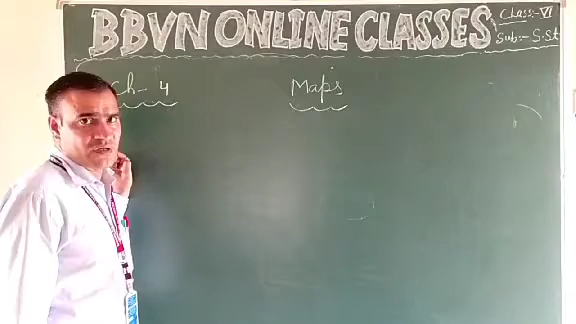 BBVN ONLINE CLASSES
Class:- VI
Sub:- S.St
Ch- 4
Maps